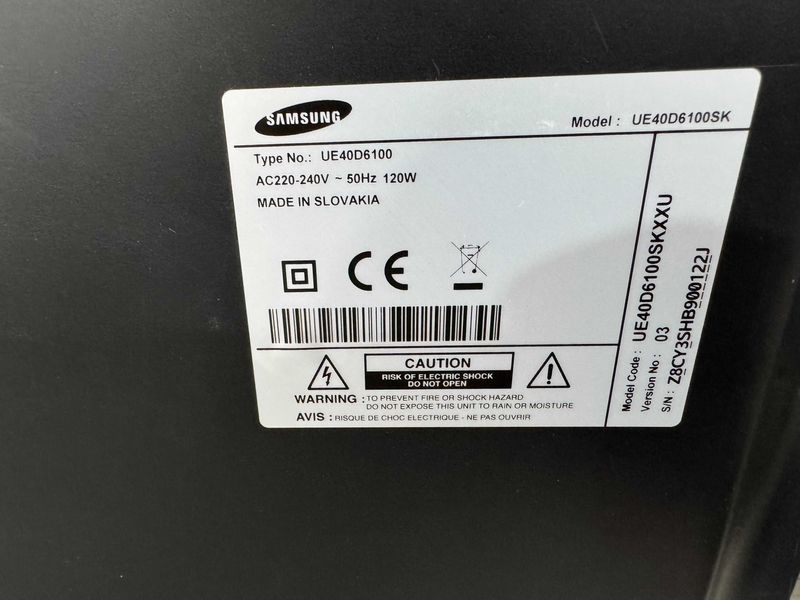 SAMSUNG
Model : UE40D6100SK
Type No.: UE40D6100
AC220-240V ~ 50Hz 120W
MADE IN SLOVAKIA
CE
CAUTION
RISK OF ELECTRIC SHOCK
DO NOT OPEN
WARNING : TO PREVENT FIRE OR SHOCK HAZARD
DO NOT EXPOSE THIS UNIT TO RAIN OR MOISTURE
AVIS : RISQUE DE CHOC ELECTRIQUE - NE PAS OUVRIR
Model Code : UE40D6100SKXXU
Version No : 03
S/N : Z8CY3SHB900122J